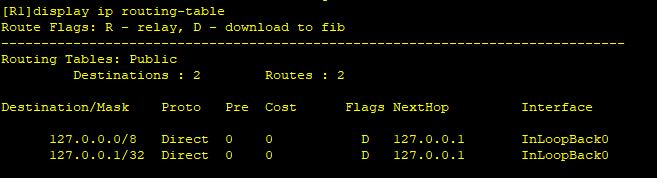 [R1]display ip routing-table
Route Flags: R - relay, D - download to fib
------------------------------------------------------------------------------
Routing Tables: Public
         Destinations : 2        Routes : 2

Destination/Mask    Proto   Pre  Cost      Flags NextHop         Interface

      127.0.0.0/8   Direct  0    0           D   127.0.0.1       InLoopBack0
      127.0.0.1/32  Direct  0    0           D   127.0.0.1       InLoopBack0